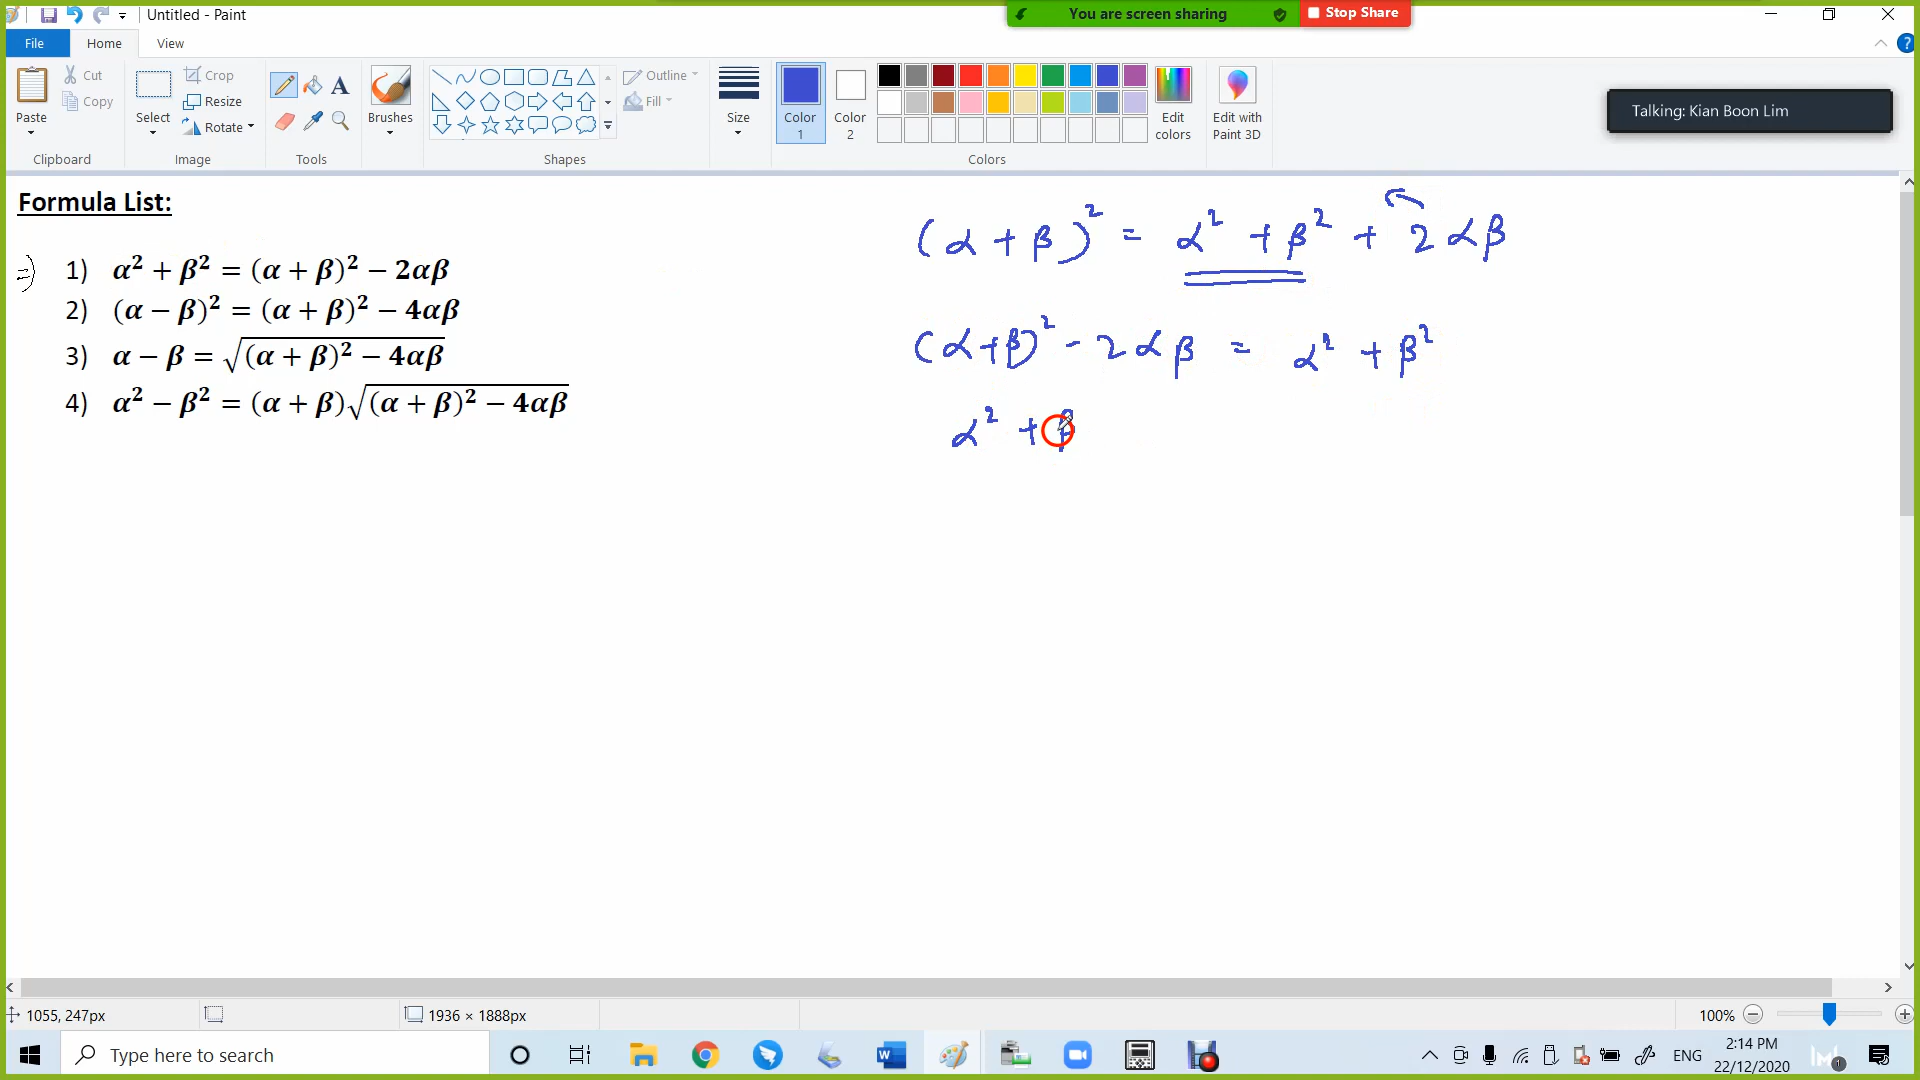 Untitled - Paint
You are screen sharing
Stop Share
File Home View
Paste
Cut
Copy
Clipboard
Select
Crop
Resize
Rotate
Image
A
Tools
Brushes
Outline
Fill
Shapes
Size
Color 1
Color 2
Edit colors
Colors
Edit with Paint 3D
Talking: Kian Boon Lim
Formula List:
⇒ 1) α² + β² = (α + β)² − 2αβ
2) (α − β)² = (α + β)² − 4αβ
3) α − β = √(α + β)² − 4αβ
4) α² − β² = (α + β)√(α + β)² − 4αβ
(α + β)² = α² + β² + 2αβ
(α+β)² - 2αβ = α² + β²
α² + β
1055, 247px
1936 × 1888px
100%
Type here to search
W
ENG
2:14 PM
22/12/2020
1